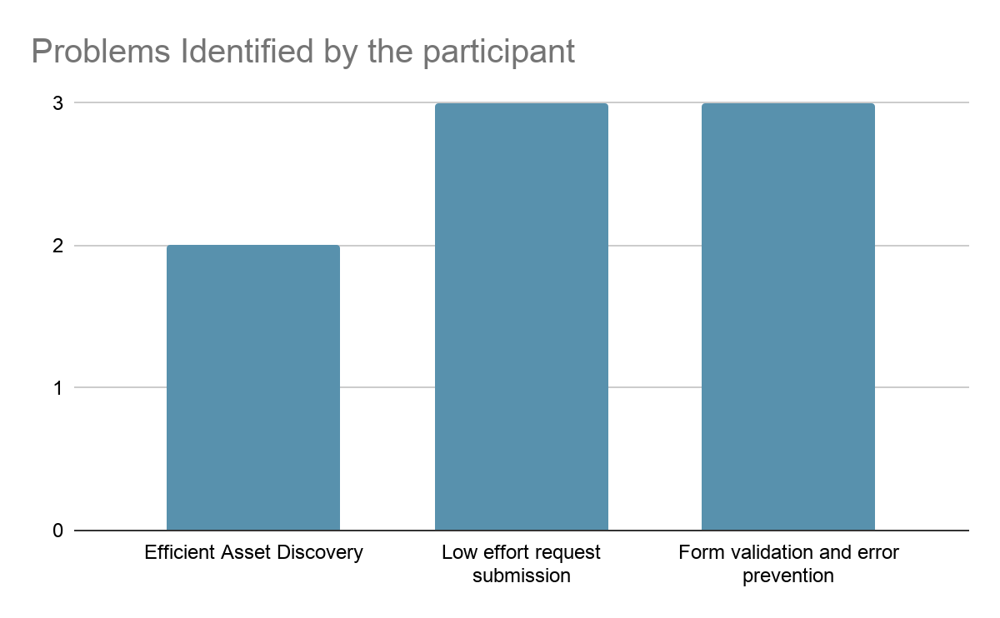 Problems Identified by the participant
3
2
1
0
Efficient Asset Discovery
Low effort request
submission
Form validation and error
prevention